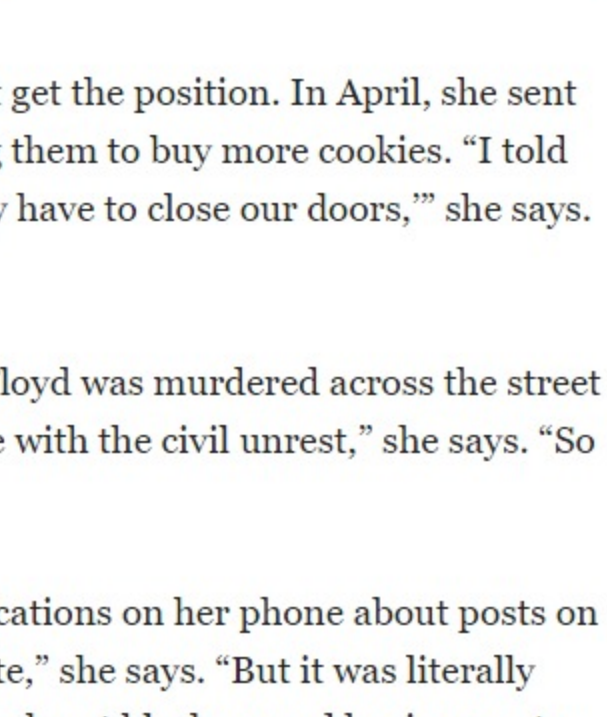 get the position. In April, she sent
them to buy more cookies. “I told
have to close our doors,’” she says.
loyd was murdered across the street
with the civil unrest,” she says. “So
cations on her phone about posts on
te,” she says. “But it was literally